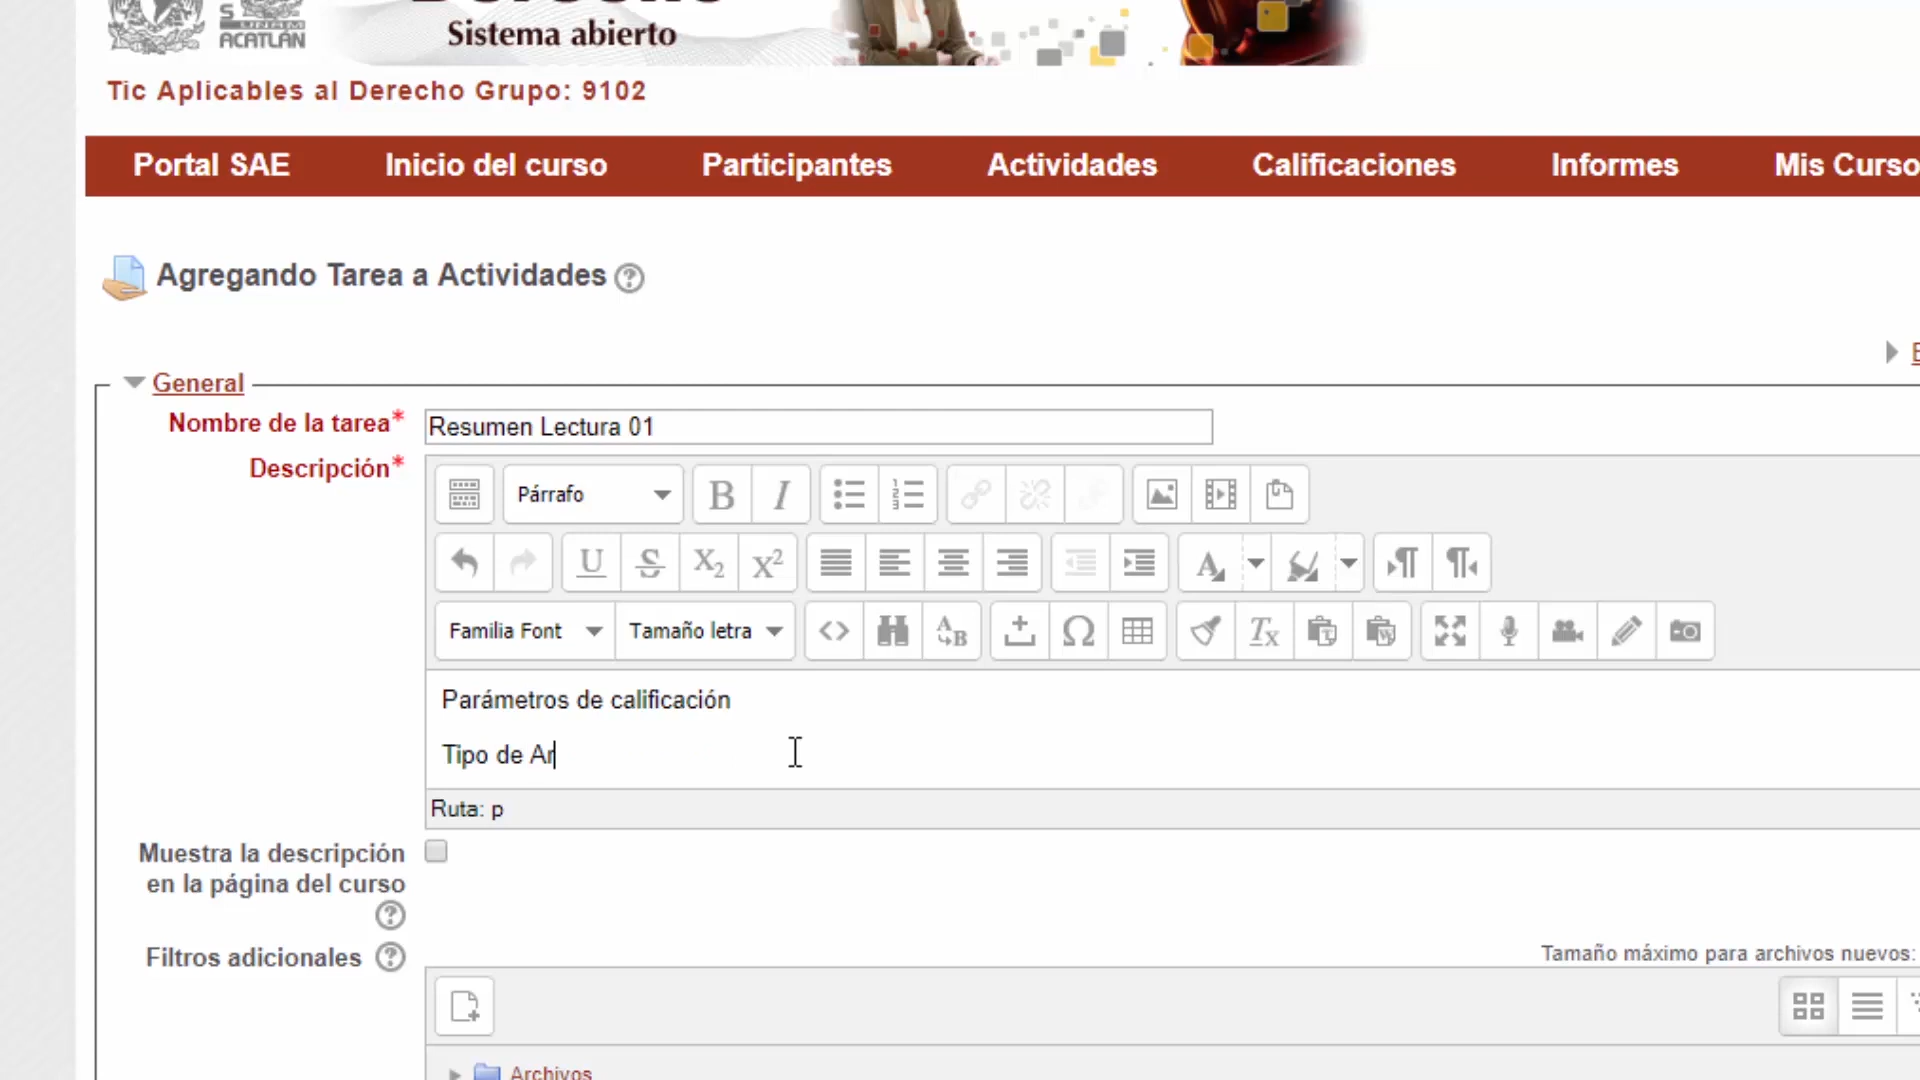 S
UNAM
ACATLÁN
Sistema abierto
Tic Aplicables al Derecho Grupo: 9102
Portal SAE Inicio del curso Participantes Actividades Calificaciones Informes Mis Curso
Agregando Tarea a Actividades
General
Nombre de la tarea* Resumen Lectura 01
Descripción*
Párrafo
Familia Font Tamaño letra
Parámetros de calificación
Tipo de Ar
Ruta: p
Muestra la descripción
en la página del curso
Filtros adicionales
Tamaño máximo para archivos nuevos:
Archivos